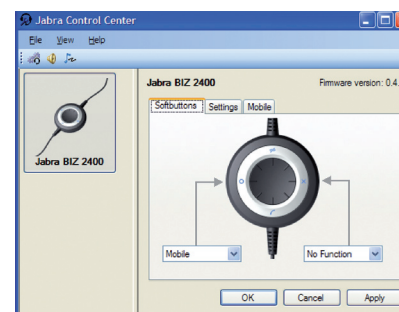 Jabra Control Center
File View Help
Jabra BIZ 2400 Firmware version: 0.4.
Softbuttons Settings Mobile
Jabra BIZ 2400
Mobile No Function
OK Cancel Apply